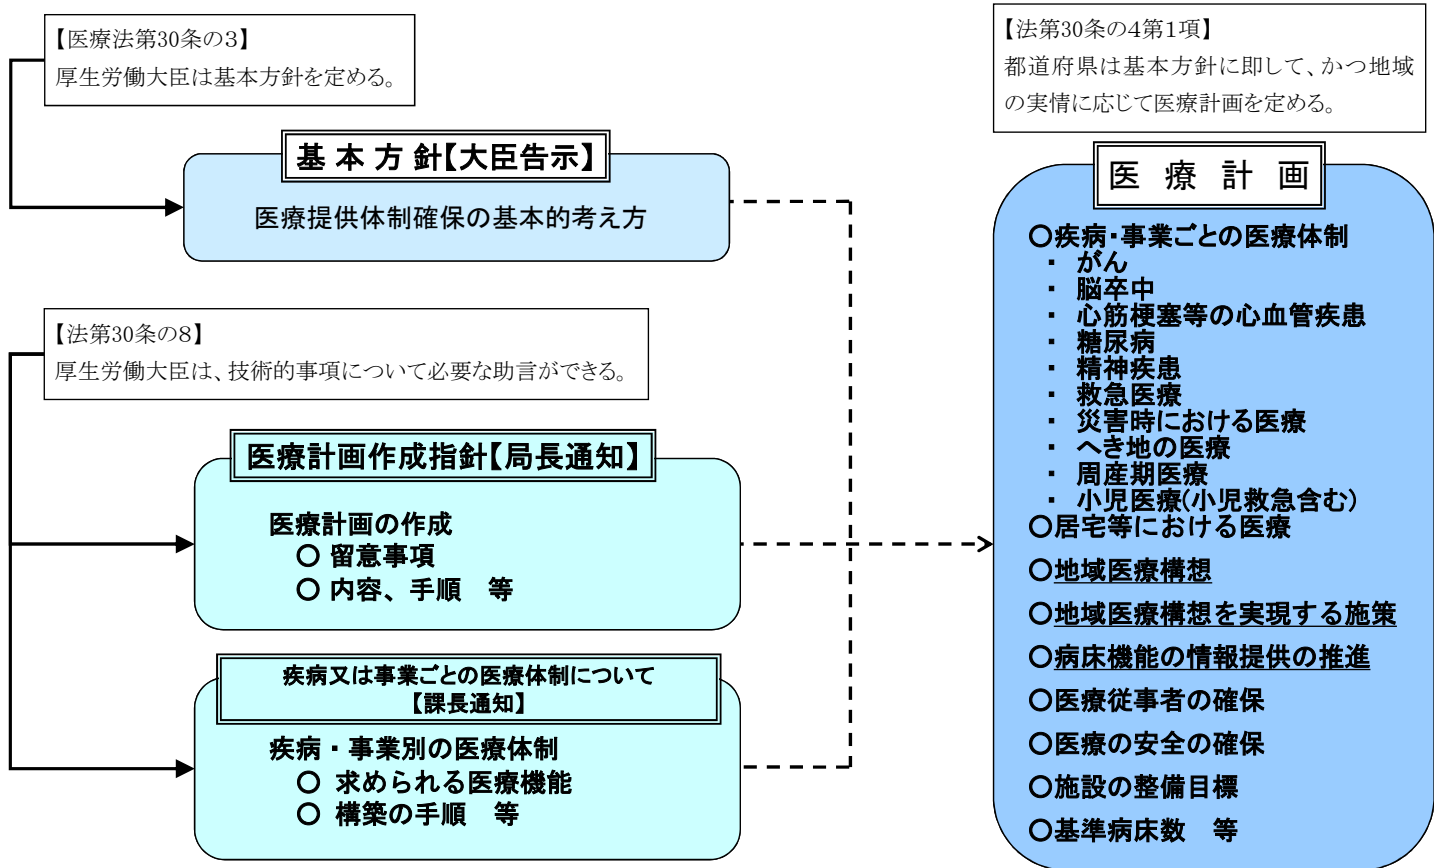 【医療法第30条の3】
厚生労働大臣は基本方針を定める。
基 本 方 針【大臣告示】
医療提供体制確保の基本的考え方
【法第30条の8】
厚生労働大臣は、技術的事項について必要な助言ができる。
医療計画作成指針【局長通知】
医療計画の作成
○ 留意事項
○ 内容、手順　等
疾病又は事業ごとの医療体制について
【課長通知】
疾病・事業別の医療体制
○ 求められる医療機能
○ 構築の手順　等
【法第30条の4第1項】
都道府県は基本方針に即して、かつ地域
の実情に応じて医療計画を定める。
医 療 計 画
○疾病・事業ごとの医療体制
・ がん
・ 脳卒中
・ 心筋梗塞等の心血管疾患
・ 糖尿病
・ 精神疾患
・ 救急医療
・ 災害時における医療
・ へき地の医療
・ 周産期医療
・ 小児医療(小児救急含む)
○居宅等における医療
○地域医療構想
○地域医療構想を実現する施策
○病床機能の情報提供の推進
○医療従事者の確保
○医療の安全の確保
○施設の整備目標
○基準病床数　等